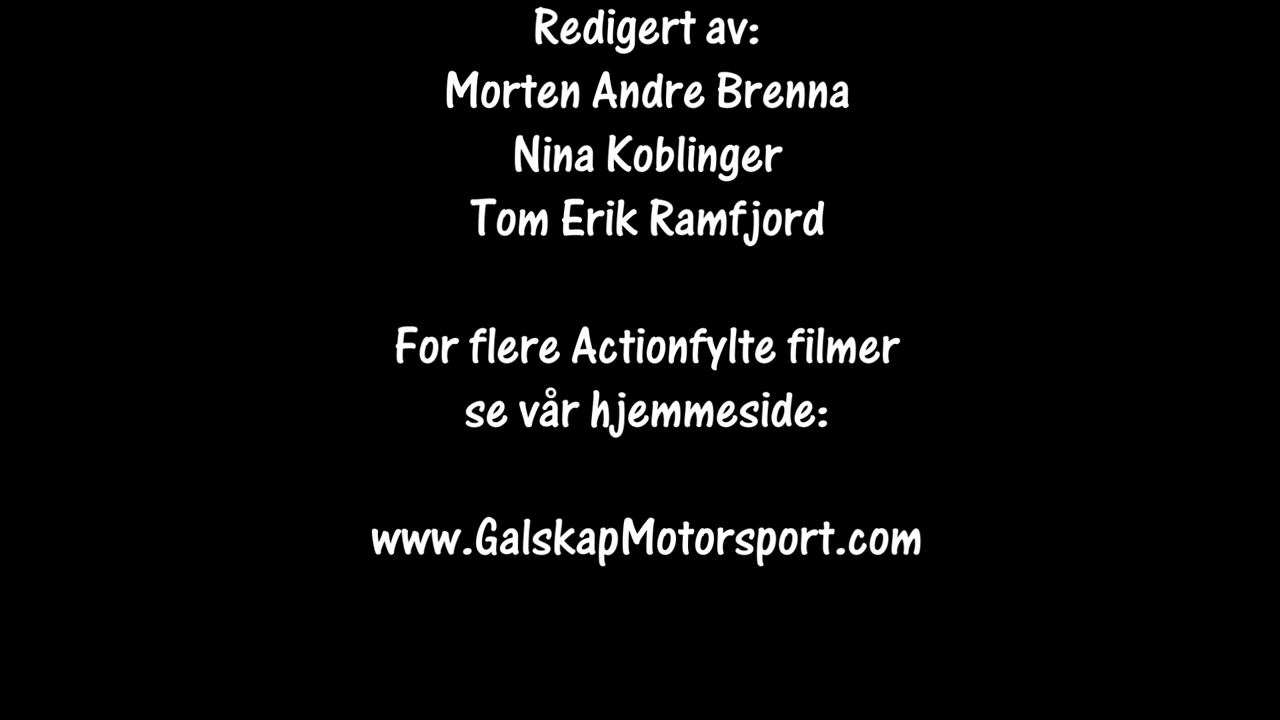 Redigert av:
Morten Andre Brenna
Nina Koblinger
Tom Erik Ramfjord
For flere Actionfylte filmer
se vår hjemmeside:
www.GalskapMotorsport.com